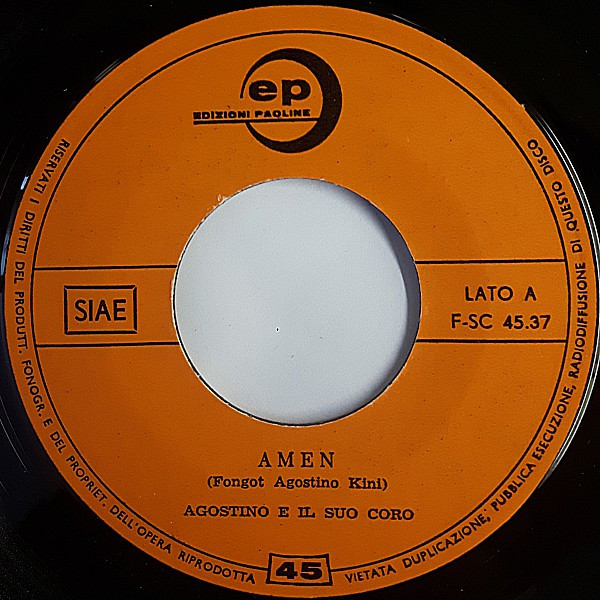 ep
EDIZIONI PAOLINE
SIAE
LATO A
F-SC 45.37
AMEN
(Fongot Agostino Kini)
AGOSTINO E IL SUO CORO
45
RISERVATI I DIRITTI DEL PRODUTT. FONOGR. E DEL PROPRIET. DELL'OPERA RIPRODOTTA
VIETATA DUPLICAZIONE, PUBBLICA ESECUZIONE, RADIODIFFUSIONE DI QUESTO DISCO